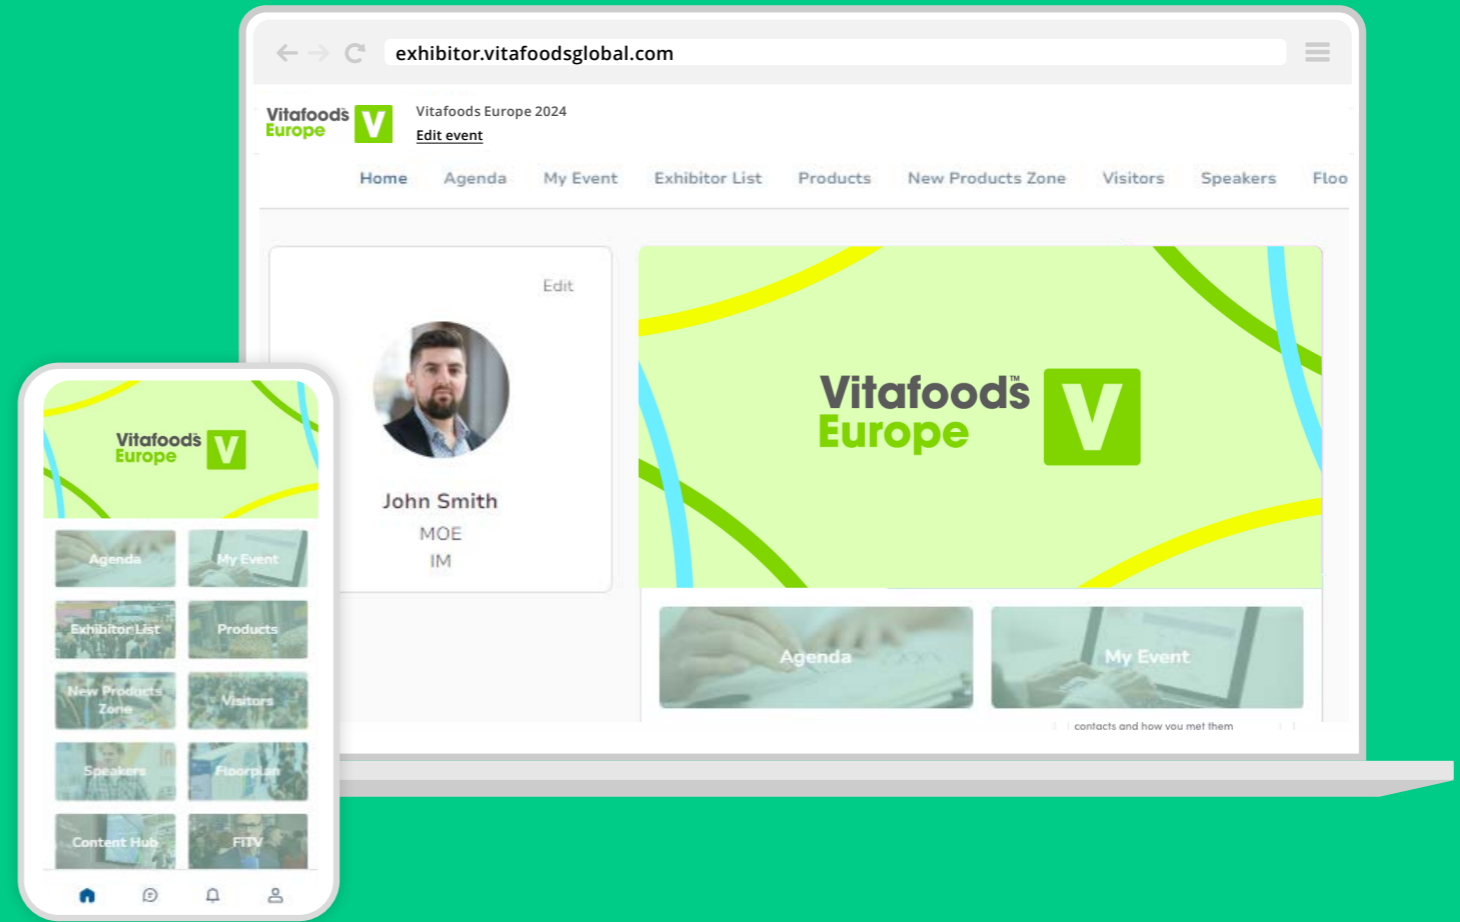 exhibitor.vitafoodsglobal.com
Vitafoods
Europe
V
Vitafoods Europe 2024
Edit event
Home Agenda My Event Exhibitor List Products New Products Zone Visitors Speakers Floo
Edit
John Smith
MOE
IM
Vitafoods™
Europe
V
Agenda
My Event
contacts and how you met them
Vitafoods
Europe
V
Agenda
My Event
Exhibitor List
Products
New Products
Zone
Visitors
Speakers
Floorplan
Content Hub
FiTV